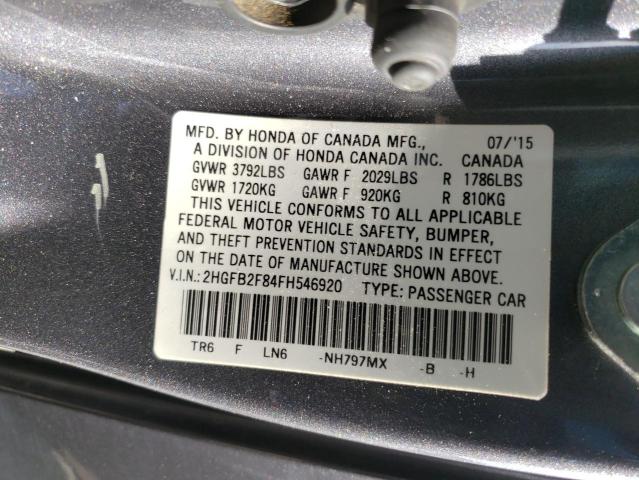 MFD. BY HONDA OF CANADA MFG., 07/'15
A DIVISION OF HONDA CANADA INC. CANADA
GVWR 3792LBS GAWR F 2029LBS R 1786LBS
GVWR 1720KG GAWR F 920KG R 810KG
THIS VEHICLE CONFORMS TO ALL APPLICABLE
FEDERAL MOTOR VEHICLE SAFETY, BUMPER,
AND THEFT PREVENTION STANDARDS IN EFFECT
ON THE DATE OF MANUFACTURE SHOWN ABOVE.
V.I.N.: 2HGFB2F84FH546920 TYPE: PASSENGER CAR
TR6 F LN6 -NH797MX -B -H